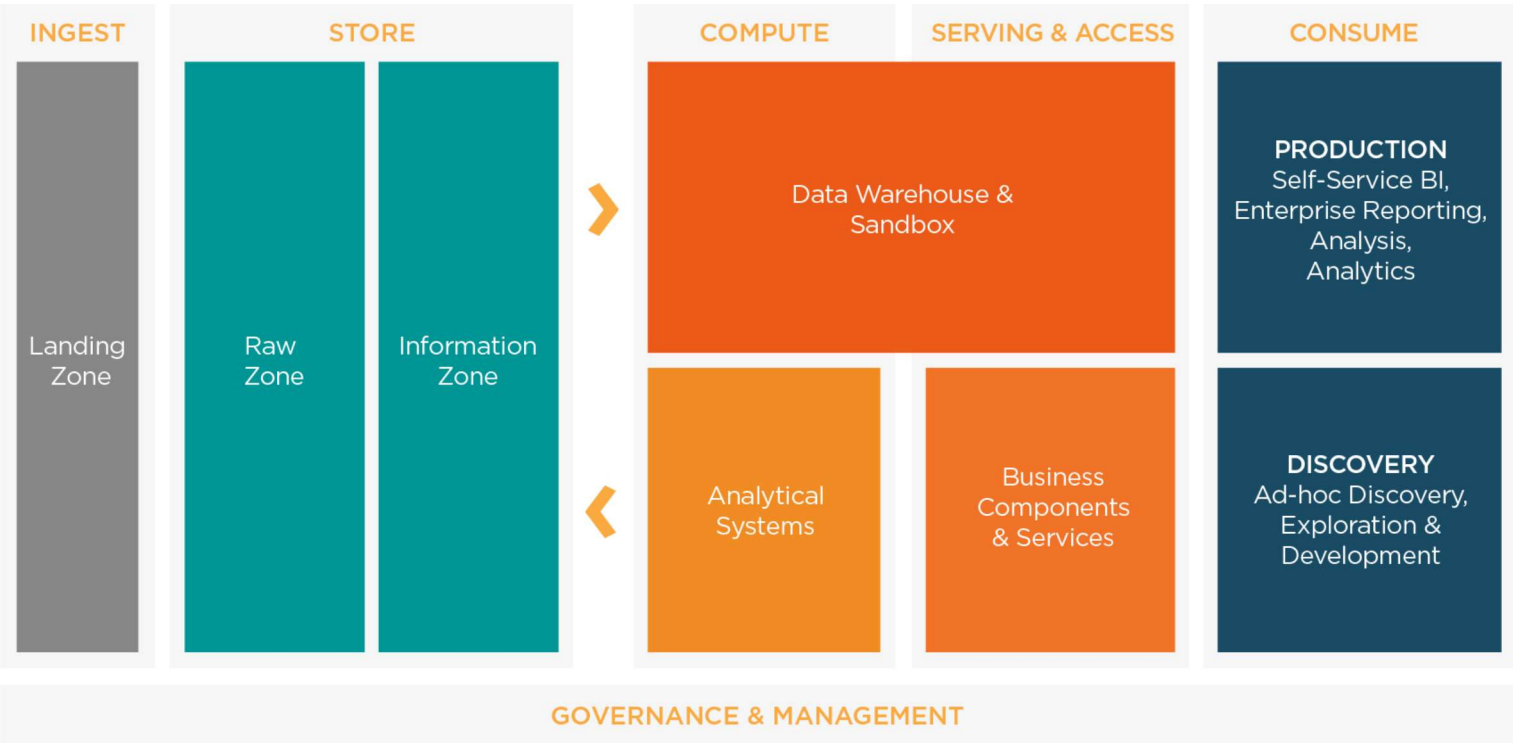 INGEST
STORE
COMPUTE
SERVING & ACCESS
CONSUME
Landing
Zone
Raw
Zone
Information
Zone
Data Warehouse &
Sandbox
Analytical
Systems
Business
Components
& Services
PRODUCTION
Self-Service BI,
Enterprise Reporting,
Analysis,
Analytics
DISCOVERY
Ad-hoc Discovery,
Exploration &
Development
GOVERNANCE & MANAGEMENT